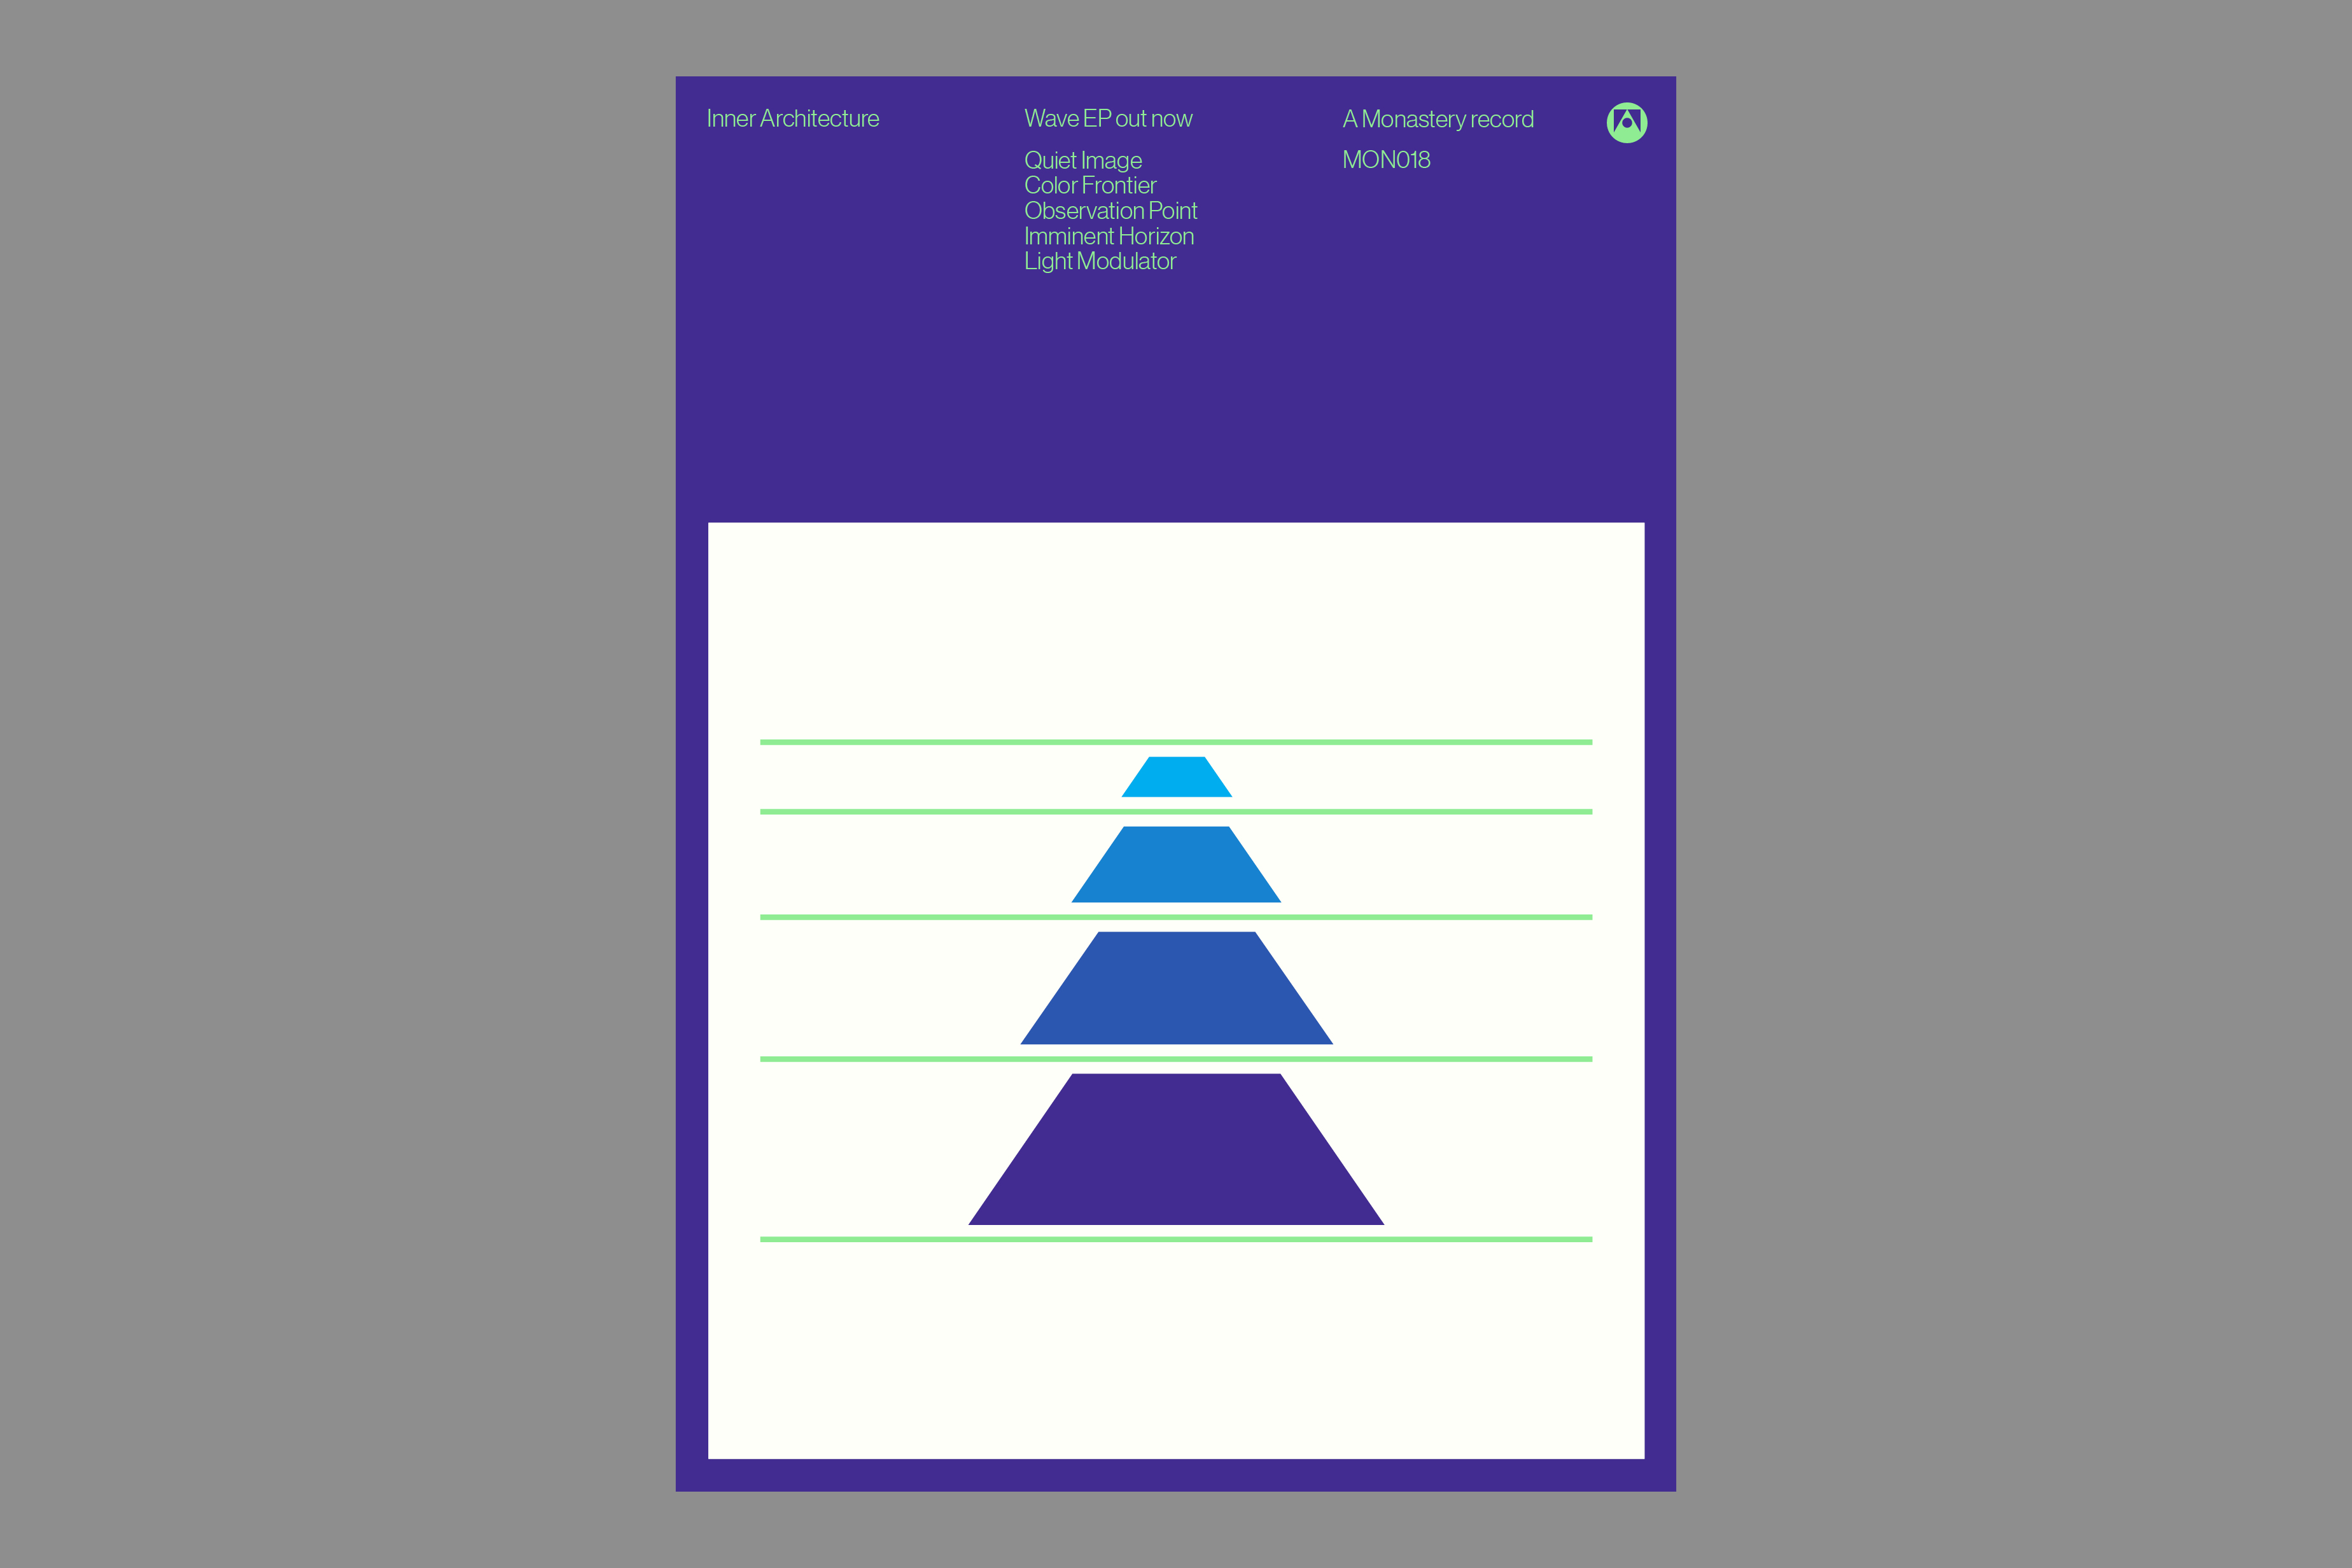 Inner Architecture
Wave EP out now
Quiet Image
Color Frontier
Observation Point
Imminent Horizon
Light Modulator
A Monastery record
MON018